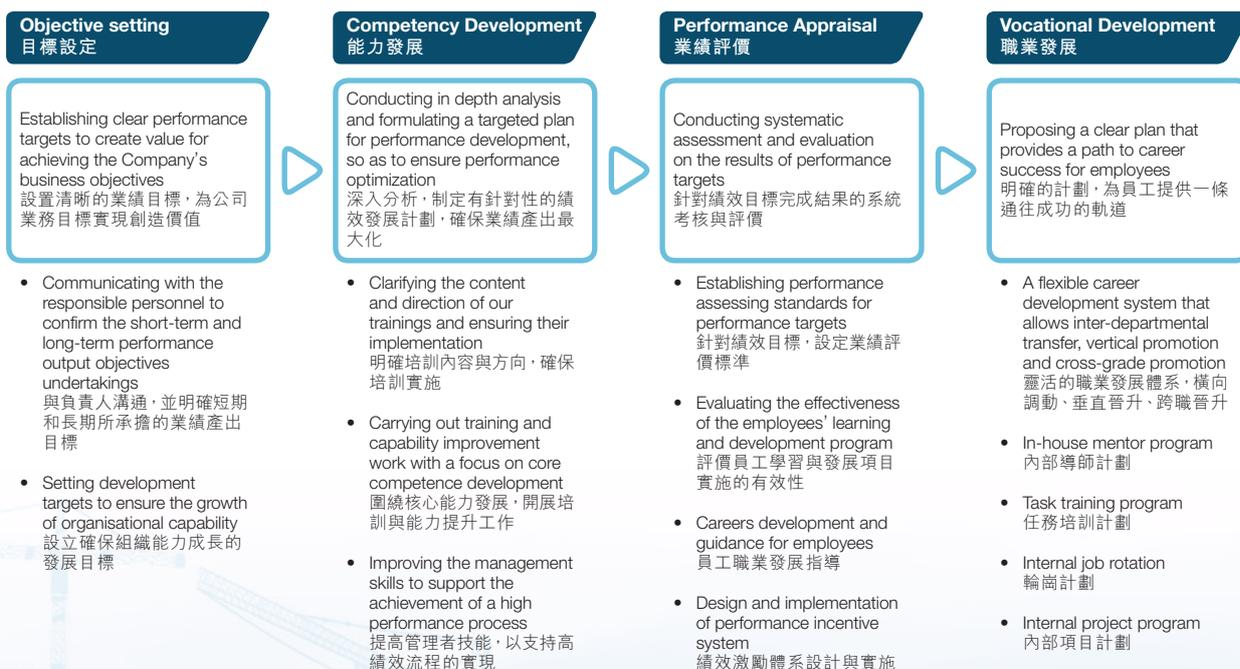 Objective setting
目標設定
Establishing clear performance
targets to create value for
achieving the Company's
business objectives
設置清晰的業績目標，為公司
業務目標實現創造價值
• Communicating with the
responsible personnel to
confirm the short-term and
long-term performance
output objectives
undertakings
與負責人溝通，並明確短期
和長期所承擔的業績產出
目標
• Setting development
targets to ensure the growth
of organisational capability
設立確保組織能力成長的
發展目標
Competency Development
能力發展
Conducting in depth analysis
and formulating a targeted plan
for performance development,
so as to ensure performance
optimization
深入分析，制定有針對性的績
效發展計劃，確保業績產出最
大化
• Clarifying the content
and direction of our
trainings and ensuring their
implementation
明確培訓內容與方向，確保
培訓實施
• Carrying out training and
capability improvement
work with a focus on core
competence development
圍繞核心能力發展，開展培
訓與能力提升工作
• Improving the management
skills to support the
achievement of a high
performance process
提高管理者技能，以支持高
績效流程的實現
Performance Appraisal
業績評價
Conducting systematic
assessment and evaluation
on the results of performance
targets
針對績效目標完成結果的系統
考核與評價
• Establishing performance
assessing standards for
performance targets
針對績效目標，設定業績評
價標準
• Evaluating the effectiveness
of the employees' learning
and development program
評價員工學習與發展項目
實施的有效性
• Careers development and
guidance for employees
員工職業發展指導
• Design and implementation
of performance incentive
system
績效激勵體系設計與實施
Vocational Development
職業發展
Proposing a clear plan that
provides a path to career
success for employees
明確的計劃，為員工提供一條
通往成功的軌道
• A flexible career
development system that
allows inter-departmental
transfer, vertical promotion
and cross-grade promotion
靈活的職業發展體系，橫向
調動、垂直晉升、跨職晉升
• In-house mentor program
內部導師計劃
• Task training program
任務培訓計劃
• Internal job rotation
輪崗計劃
• Internal project program
內部項目計劃